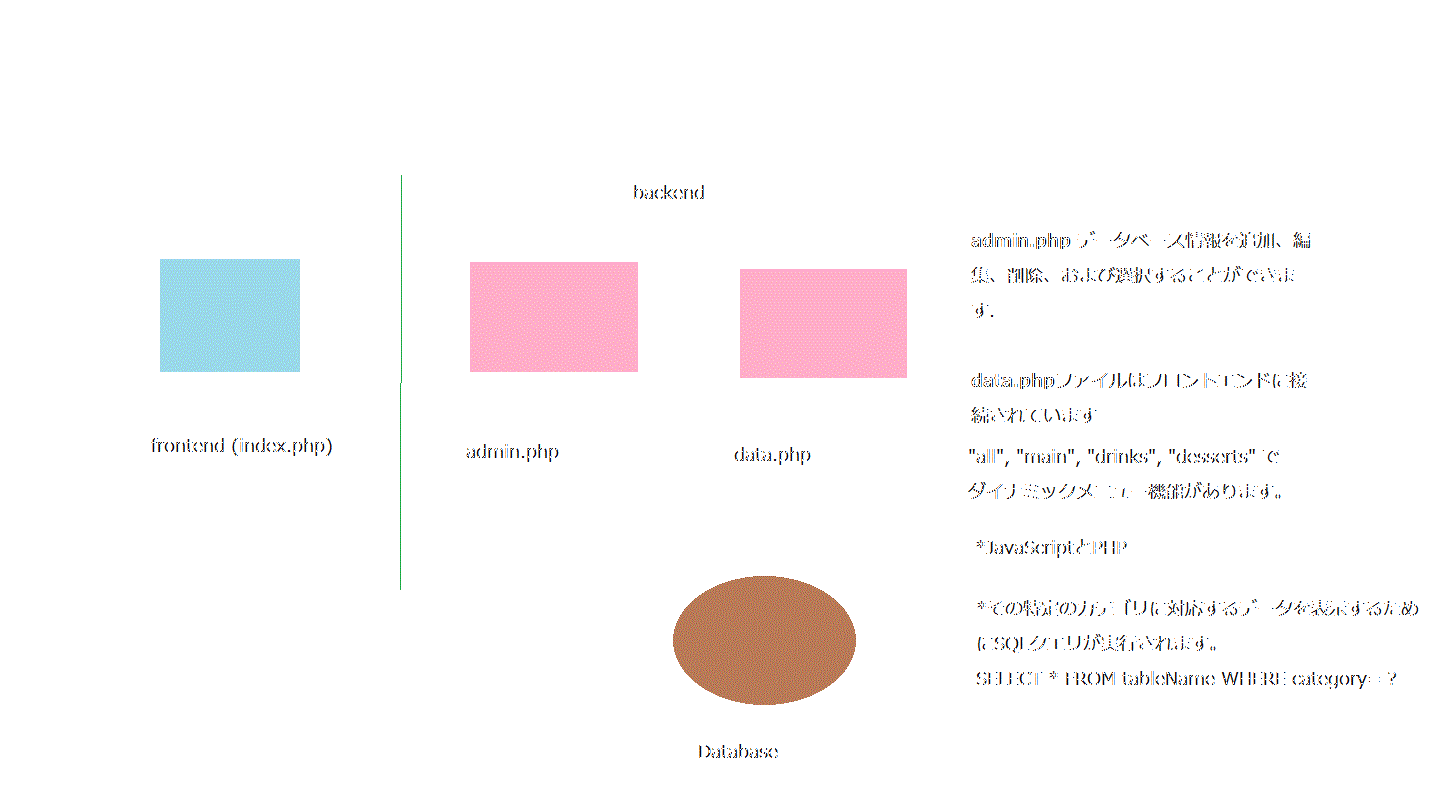 backend
frontend (index.php)
admin.php
data.php
Database
admin.php データベース情報を追加、編
集、削除、および選択することができま
す.
data.phpファイルはフロントエンドに接
続されています
"all", "main", "drinks", "desserts" で
ダイナミックメニュー機能があります。
*JavaScriptとPHP
*その特定のカテゴリに対応するデータを表示するため
にSQLクエリが実行されます。
SELECT * FROM tableName WHERE category= ?